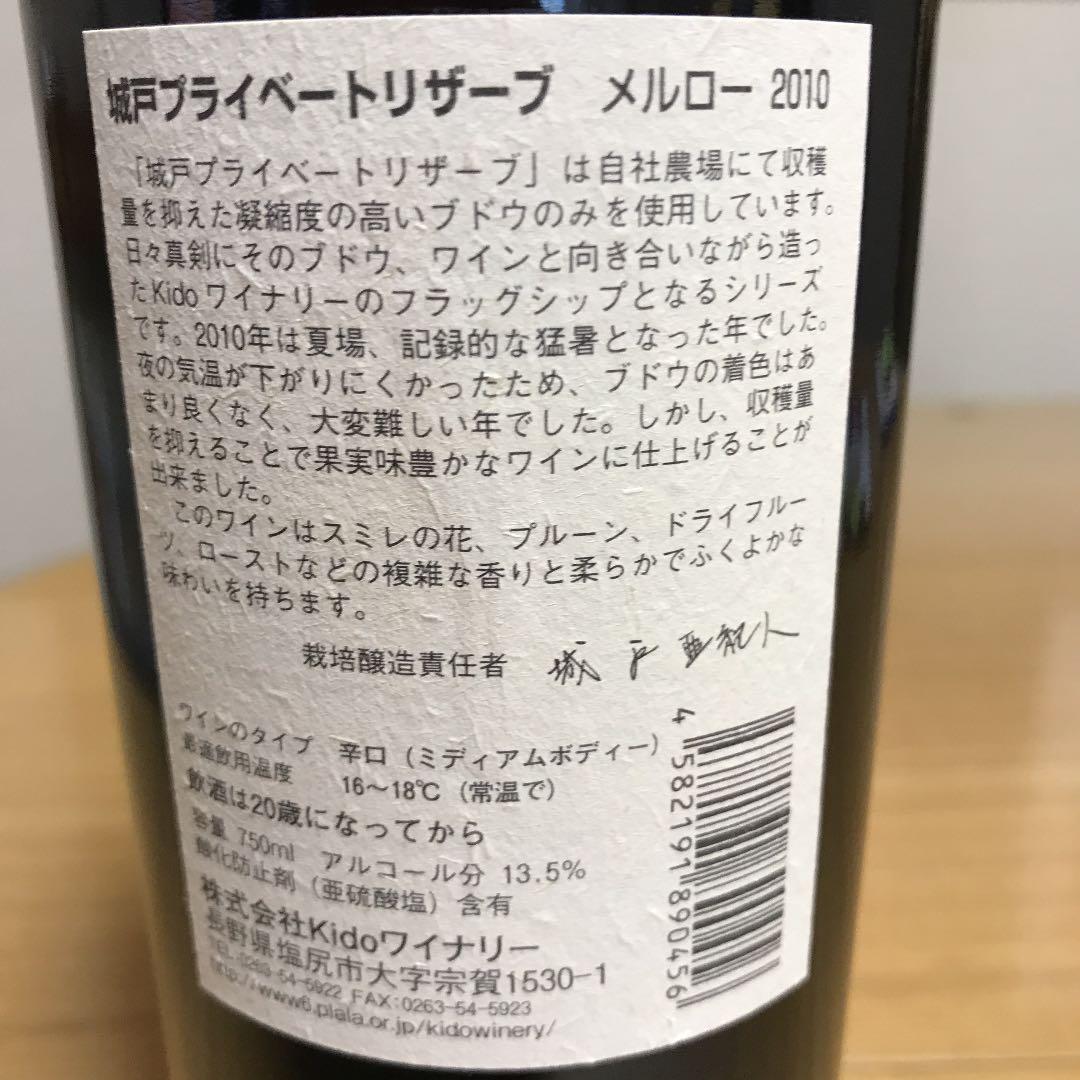 城戸プライベートリザーブ　メルロー 2010
「城戸プライベートリザーブ」は自社農場にて収穫
量を抑えた凝縮度の高いブドウのみを使用しています。
日々真剣にそのブドウ、ワインと向き合いながら造っ
たKidoワイナリーのフラッグシップとなるシリーズ
です。2010年は夏場、記録的な猛暑となった年でした。
夜の気温が下がりにくかったため、ブドウの着色はあ
まり良くなく、大変難しい年でした。しかし、収穫量
を抑えることで果実味豊かなワインに仕上げることが
出来ました。
このワインはスミレの花、プルーン、ドライフルー
ツ、ローストなどの複雑な香りと柔らかでふくよかな
味わいを持ちます。
栽培醸造責任者　城戸亜紀人
ワインのタイプ　辛口（ミディアムボディー）
最適飲用温度　16～18℃（常温で）
飲酒は20歳になってから
容量 750ml　アルコール分 13.5%
酸化防止剤（亜硫酸塩）含有
株式会社Kidoワイナリー
長野県塩尻市大字宗賀1530-1
TEL:0263-54-5922 FAX:0263-54-5923
http://www6.plala.or.jp/kidowinery/
4582191890456